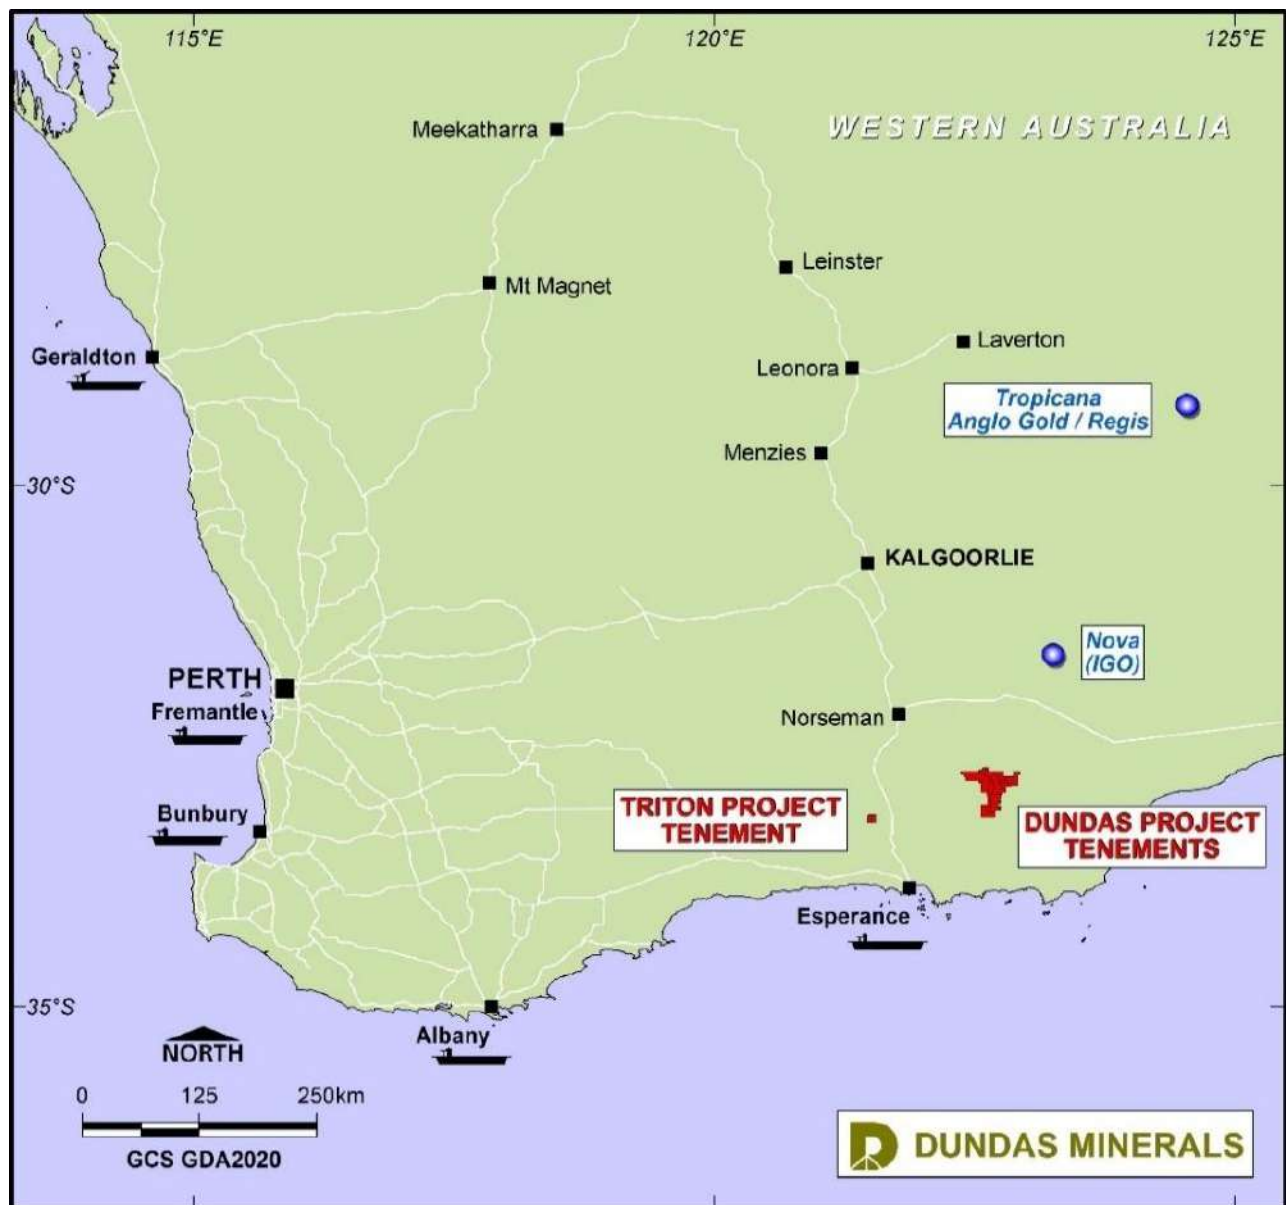 115°E
120°E
125°E
Meekatharra
WESTERN AUSTRALIA
Leinster
Mt Magnet
Laverton
Geraldton
Leonora
Tropicana
Anglo Gold / Regis
Menzies
30°S
KALGOORLIE
Nova
(IGO)
PERTH
Fremantle
Norseman
TRITON PROJECT
TENEMENT
Bunbury
DUNDAS PROJECT
TENEMENTS
Esperance
35°S
Albany
NORTH
0 125 250km
GCS GDA2020
DUNDAS MINERALS